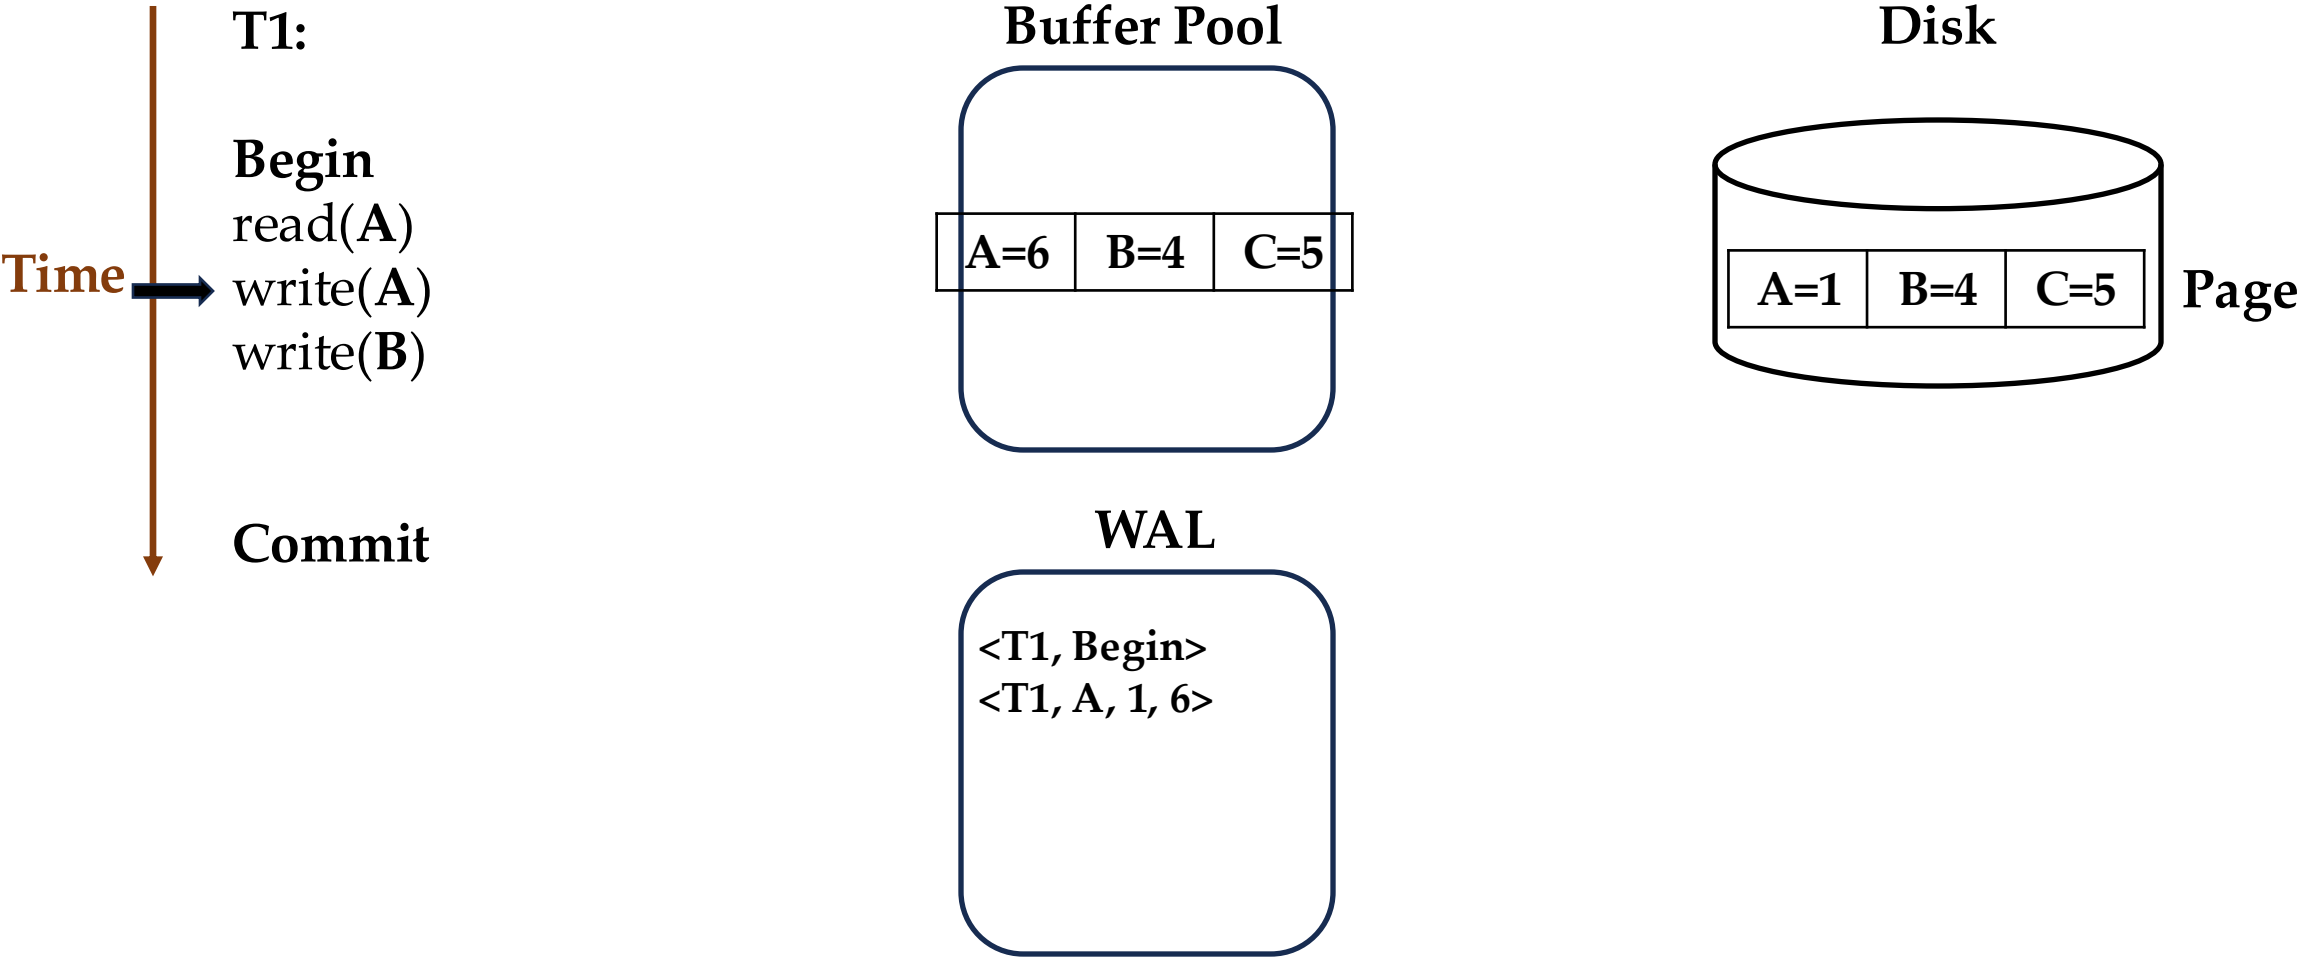 T1:
Begin
read(A)
Time
write(A)
write(B)
Commit
Buffer Pool
A=6 B=4 C=5
WAL
<T1, Begin>
<T1, A, 1, 6>
Disk
A=1 B=4 C=5
Page